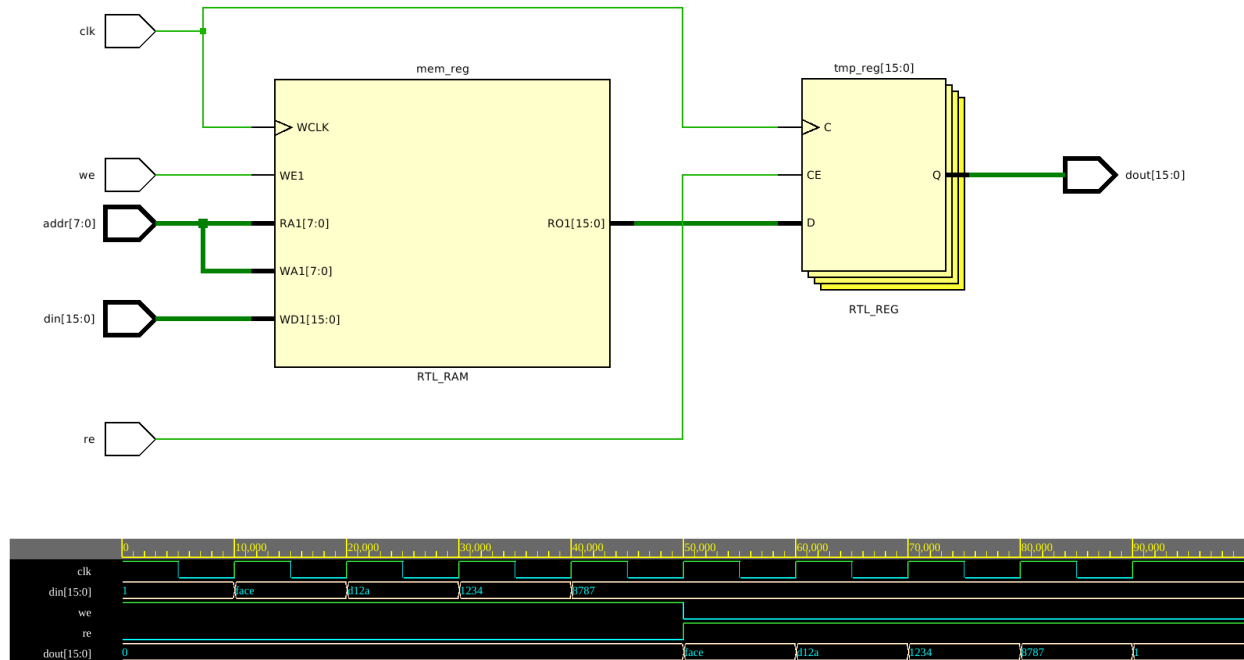 clk
mem_reg
tmp_reg[15:0]
WCLK
C
we
WE1
CE
Q
dout[15:0]
addr[7:0]
RA1[7:0]
RO1[15:0]
D
WA1[7:0]
din[15:0]
WD1[15:0]
RTL_REG
RTL_RAM
re
0 10,000 20,000 30,000 40,000 50,000 60,000 70,000 80,000 90,000
clk
din[15:0] 1 face d12a 1234 8787
we
re
dout[15:0] 0 face d12a 1234 8787 1